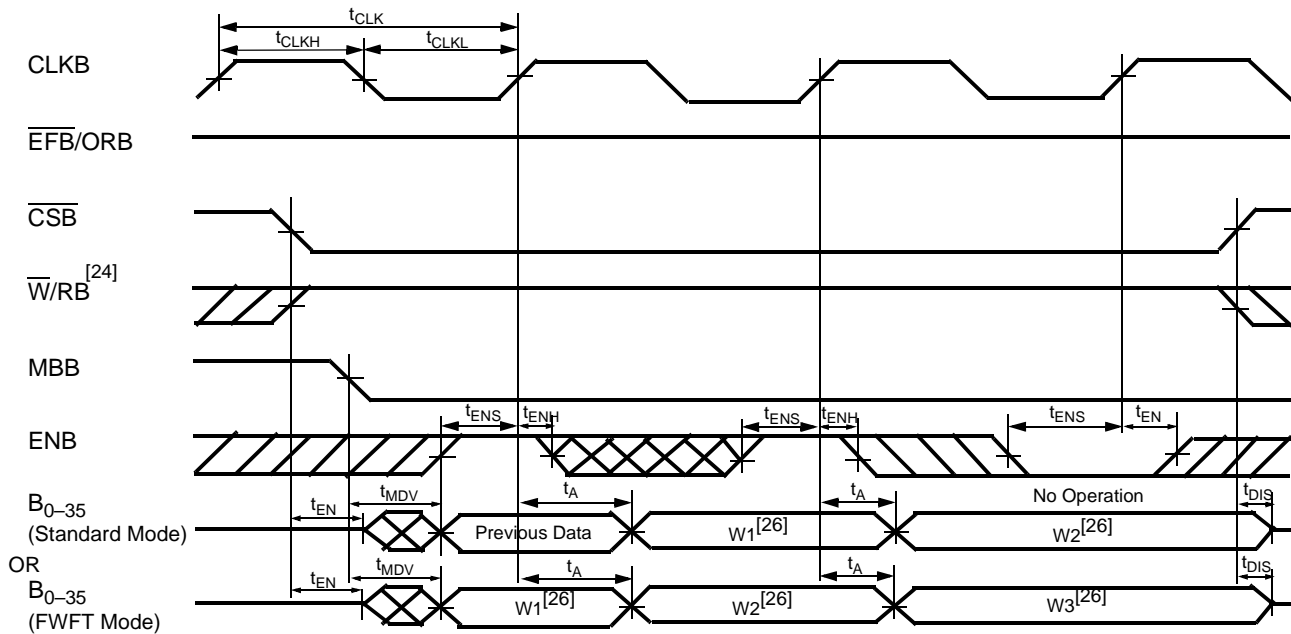 tCLK
tCLKH tCLKL
CLKB
EFB/ORB
CSB
W/RB[24]
MBB
tENS tENH tENS tENH tENS tEN
ENB
No Operation
B0–35
(Standard Mode)
tEN tMDV tA tA tDIS
Previous Data W1[26] W2[26]
OR
B0–35
(FWFT Mode)
tEN tMDV tA tA tDIS
W1[26] W2[26] W3[26]